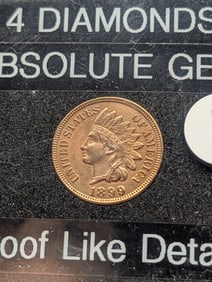 4 DIAMONDS
BSOLUTE GE
UNITED STATES OF AMERICA
1899
oof Like Deta